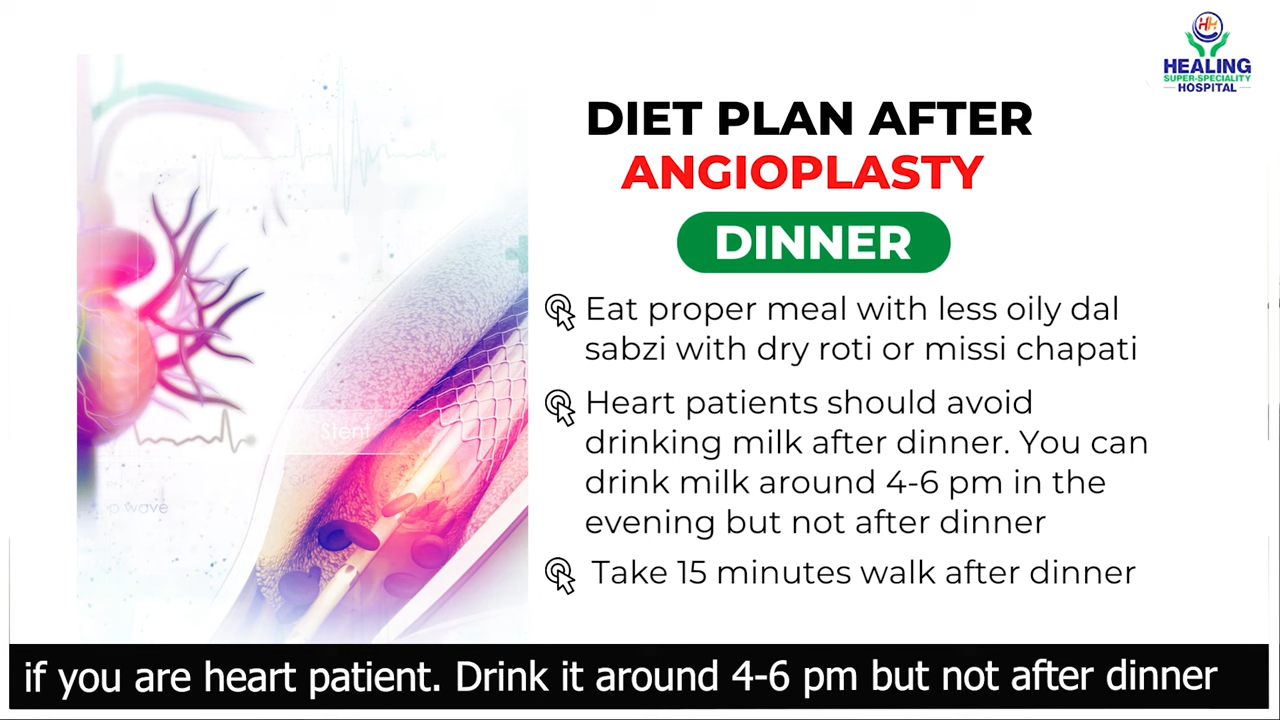 HH
HEALING
SUPER-SPECIALITY
HOSPITAL
DIET PLAN AFTER
ANGIOPLASTY
DINNER
Eat proper meal with less oily dal
sabzi with dry roti or missi chapati
Heart patients should avoid
drinking milk after dinner. You can
drink milk around 4-6 pm in the
evening but not after dinner
Take 15 minutes walk after dinner
Stent
wave
if you are heart patient. Drink it around 4-6 pm but not after dinner